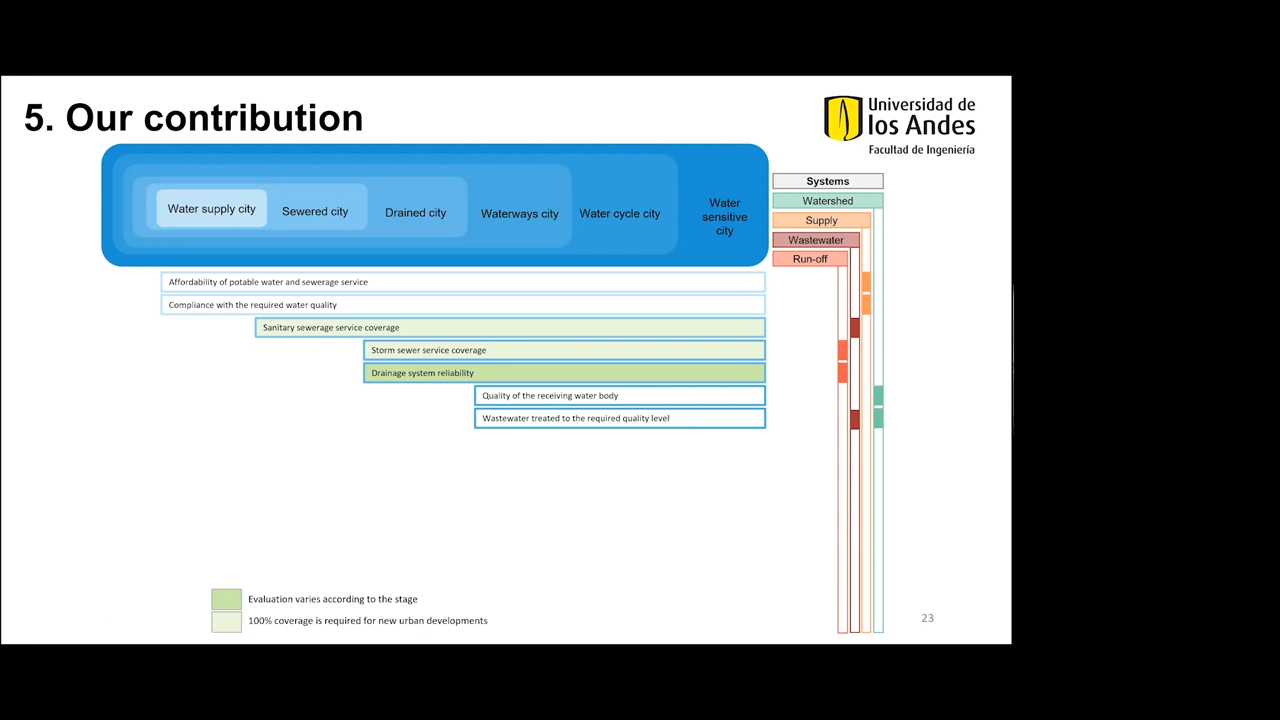 5. Our contribution
Universidad de
los Andes
Facultad de Ingeniería
Water supply city
Sewered city
Drained city
Waterways city
Water cycle city
Water
sensitive
city
Systems
Watershed
Supply
Wastewater
Run-off
Affordability of potable water and sewerage service
Compliance with the required water quality
Sanitary sewerage service coverage
Storm sewer service coverage
Drainage system reliability
Quality of the receiving water body
Wastewater treated to the required quality level
Evaluation varies according to the stage
100% coverage is required for new urban developments
23